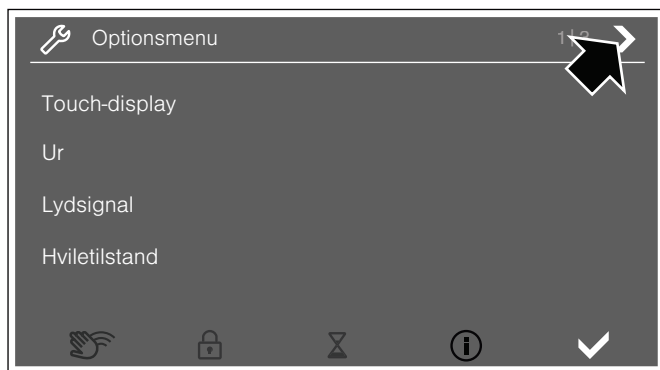 Optionsmenu
Touch-display
Ur
Lydsignal
Hviletilstand